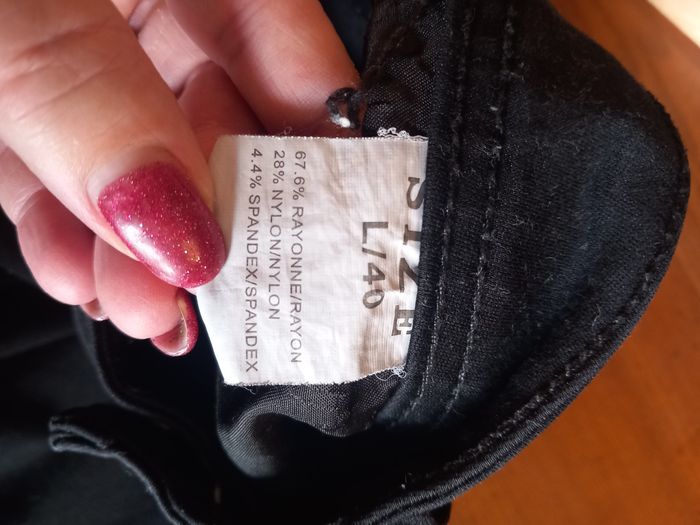 SIZE
L/40
67.6% RAYONNE/RAYON
28% NYLON/NYLON
4.4% SPANDEX/SPANDEX